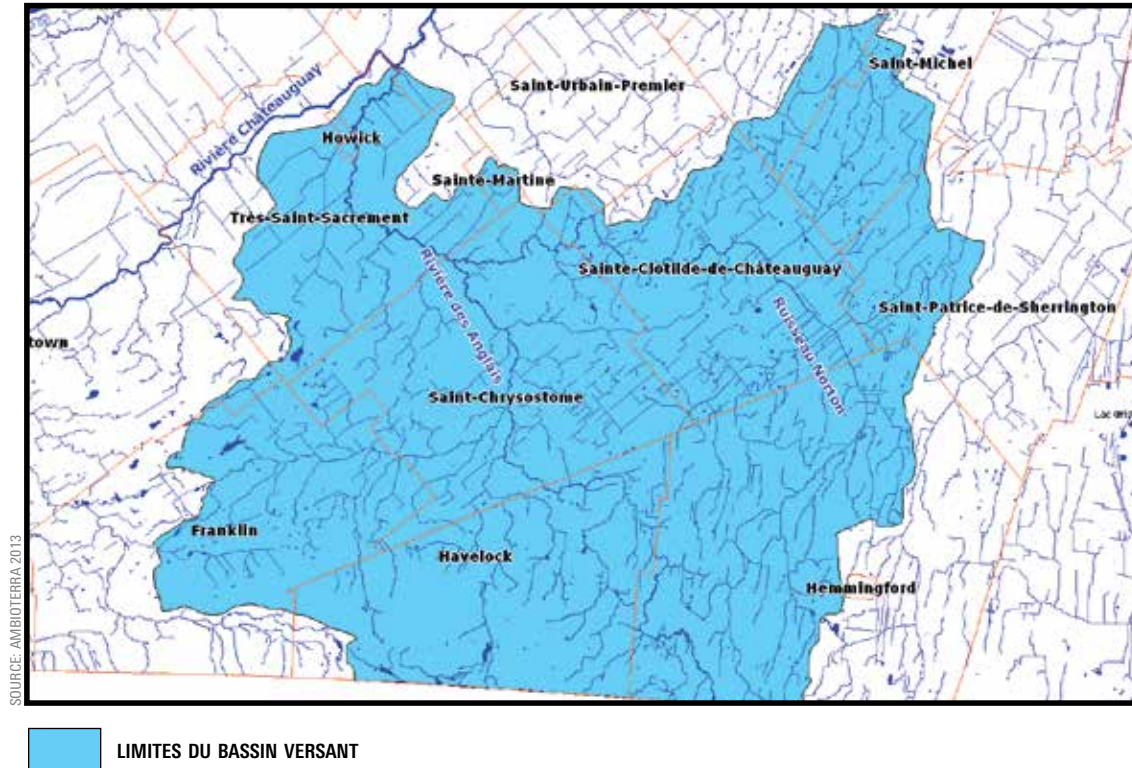 Saint-Michel
Saint-Urbain-Premier
Rivière Châteauguay
Howick
Sainte-Martine
Très-Saint-Sacrement
Sainte-Clotilde-de-Châteauguay
Rivière des Anglais
Ruisseau Norton
Saint-Patrice-de-Sherrington
town
Saint-Chrysostome
Franklin
Havelock
Hemmingford
SOURCE: AMBIOTERRA 2013
LIMITES DU BASSIN VERSANT